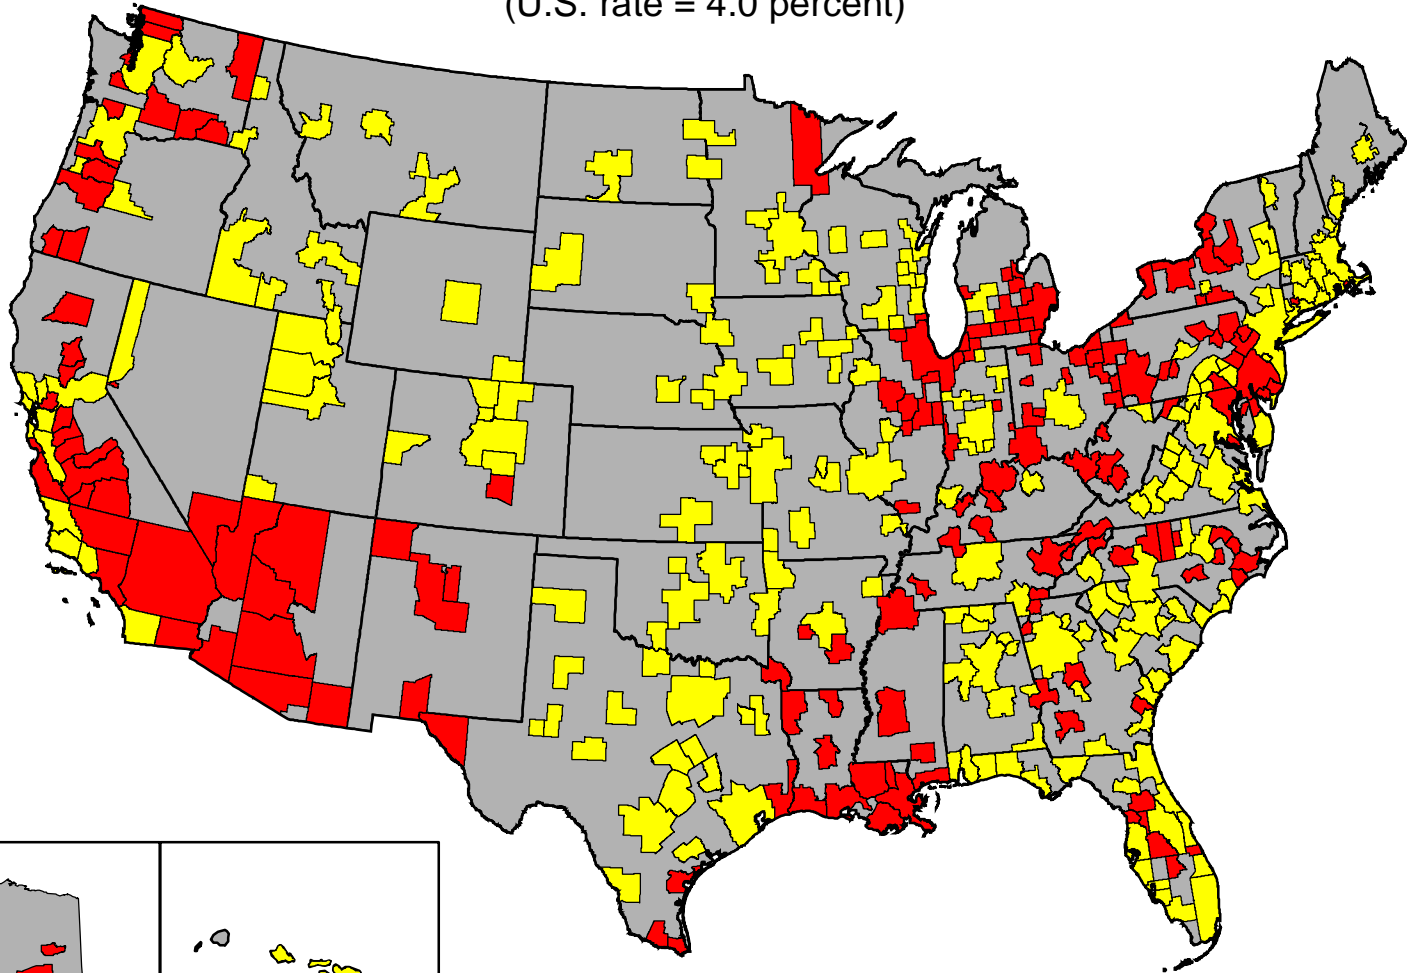 (U.S. rate = 4.0 percent)